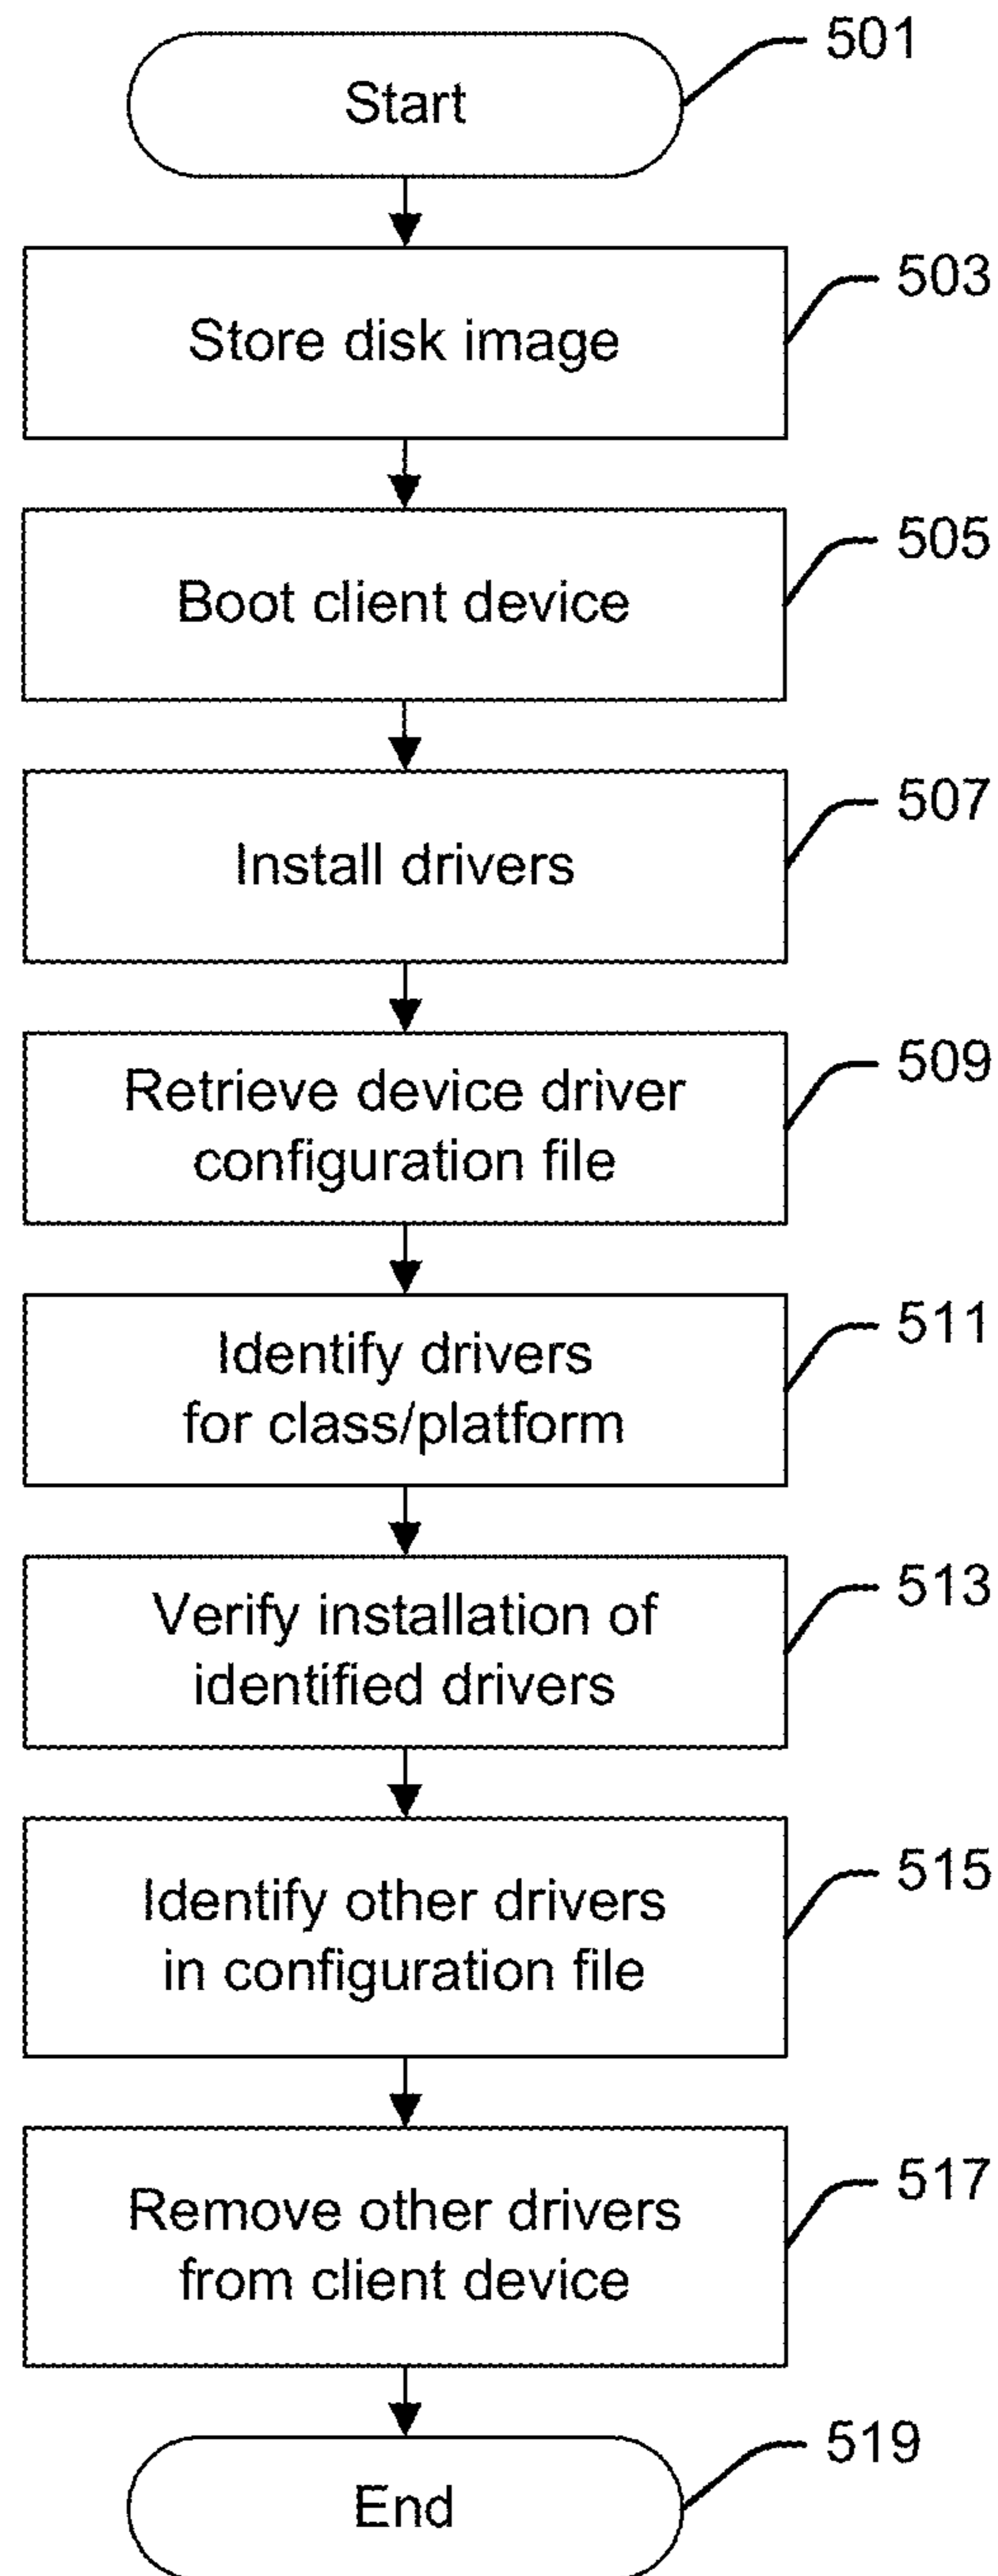 Start
501
Store disk image
503
Boot client device
505
Install drivers
507
Retrieve device driver
configuration file
509
Identify drivers
for class/platform
511
Verify installation of
identified drivers
513
Identify other drivers
in configuration file
515
Remove other drivers
from client device
517
End
519